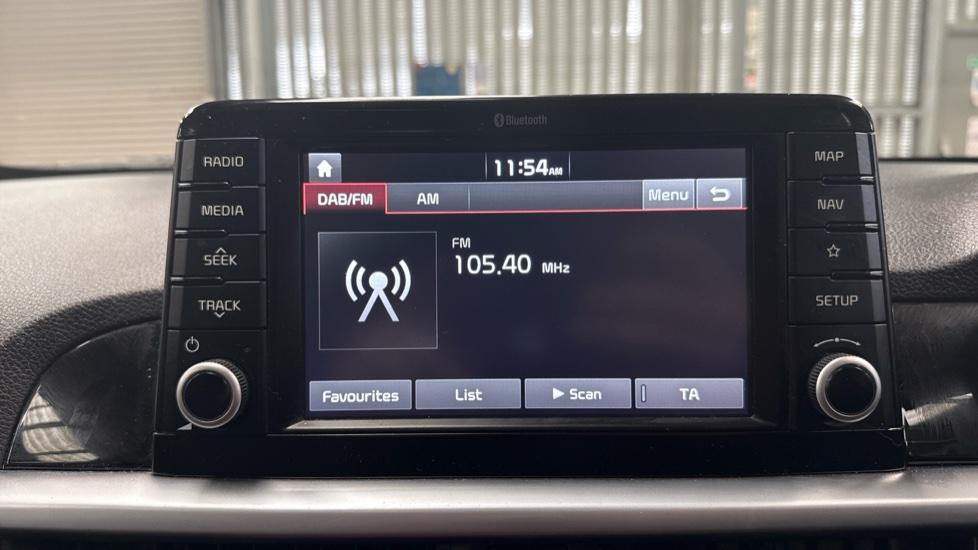 Bluetooth
RADIO
MEDIA
SEEK
TRACK
11:54AM
DAB/FM
AM
Menu
FM
105.40 MHz
Favourites
List
Scan
TA
MAP
NAV
SETUP